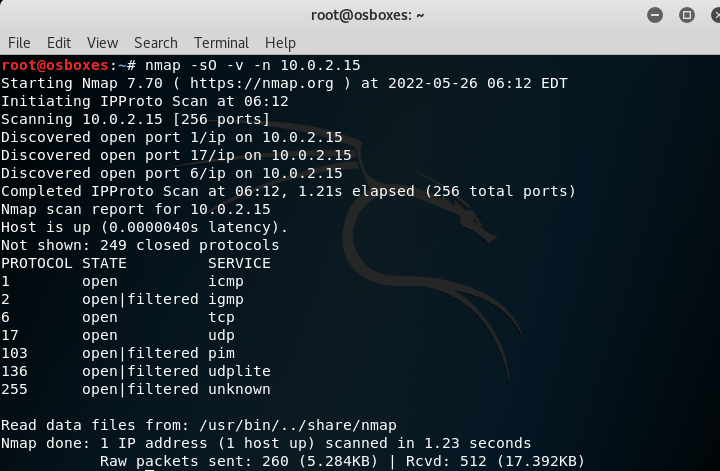 root@osboxes: ~
File Edit View Search Terminal Help
root@osboxes:~# nmap -sO -v -n 10.0.2.15
Starting Nmap 7.70 ( https://nmap.org ) at 2022-05-26 06:12 EDT
Initiating IPProto Scan at 06:12
Scanning 10.0.2.15 [256 ports]
Discovered open port 1/ip on 10.0.2.15
Discovered open port 17/ip on 10.0.2.15
Discovered open port 6/ip on 10.0.2.15
Completed IPProto Scan at 06:12, 1.21s elapsed (256 total ports)
Nmap scan report for 10.0.2.15
Host is up (0.0000040s latency).
Not shown: 249 closed protocols
PROTOCOL STATE         SERVICE
1        open          icmp
2        open|filtered igmp
6        open          tcp
17       open          udp
103      open|filtered pim
136      open|filtered udplite
255      open|filtered unknown
Read data files from: /usr/bin/../share/nmap
Nmap done: 1 IP address (1 host up) scanned in 1.23 seconds
           Raw packets sent: 260 (5.284KB) | Rcvd: 512 (17.392KB)